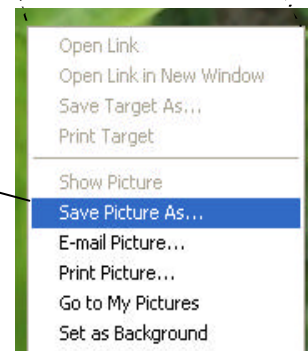 Open Link
Open Link in New Window
Save Target As...
Print Target
Show Picture
Save Picture As...
E-mail Picture...
Print Picture...
Go to My Pictures
Set as Background